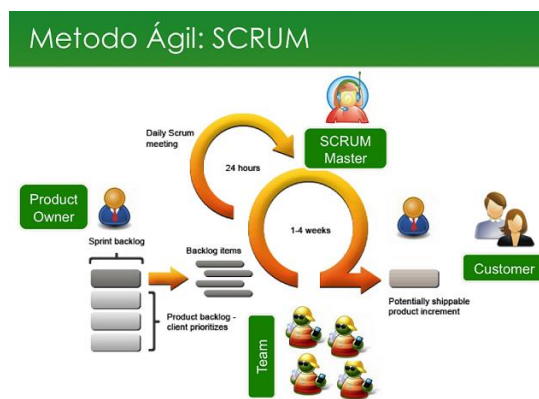 Metodo Ágil: SCRUM
Daily Scrum
meeting
24 hours
SCRUM
Master
Product
Owner
Sprint backlog
Backlog items
1-4 weeks
Customer
Product backlog -
client prioritizes
Potentially shippable
product increment
Team